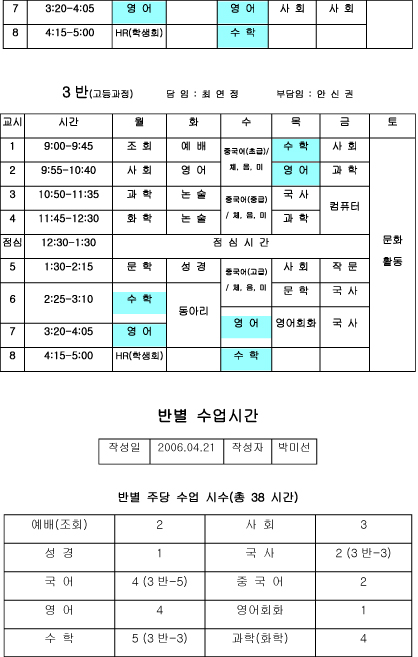 7 3:20-4:05 영 어 영 어 사 회 사 회
8 4:15-5:00 HR(학생회) 수 학
3 반(고등과정) 담 임 : 최 연 정 부담임 : 안 신 권
교시 시간 월 화 수 목 금 토
1 9:00-9:45 조 회 예 배 중국어(초급)/ 체, 음, 미 수 학 사 회
2 9:55-10:40 사 회 영 어 영 어 과 학
3 10:50-11:35 과 학 논 술 중국어(중급) / 체, 음, 미 국 사 컴퓨터
4 11:45-12:30 화 학 논 술 과 학
점심 12:30-1:30 점 심 시 간
문화
활동
5 1:30-2:15 문 학 성 경 중국어(고급) / 체, 음, 미 사 회 작 문
6 2:25-3:10 수 학 동아리 문 학 국 사
7 3:20-4:05 영 어 영 어 영어회화 국 사
8 4:15-5:00 HR(학생회) 수 학
반별 수업시간
작성일 2006.04.21 작성자 박미선
반별 주당 수업 시수(총 38 시간)
예배(조회) 2 사 회 3
성 경 1 국 사 2 (3 반-3)
국 어 4 (3 반-5) 중 국 어 2
영 어 4 영어회화 1
수 학 5 (3 반-3) 과학(화학) 4